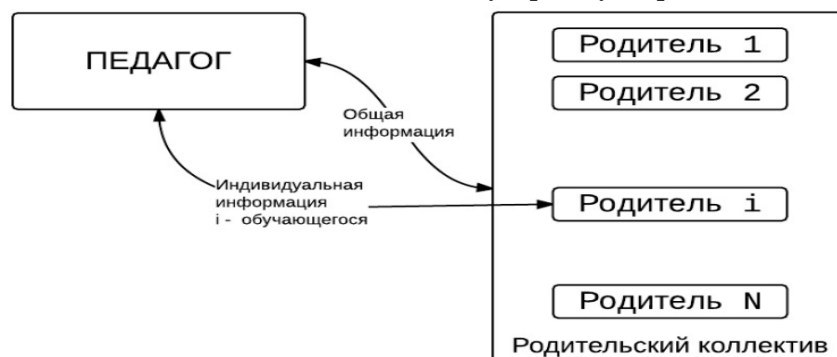 ПЕДАГОГ
Родитель 1
Родитель 2
Общая
информация
Индивидуальная
информация
i - обучающегося
Родитель i
Родитель N
Родительский коллектив